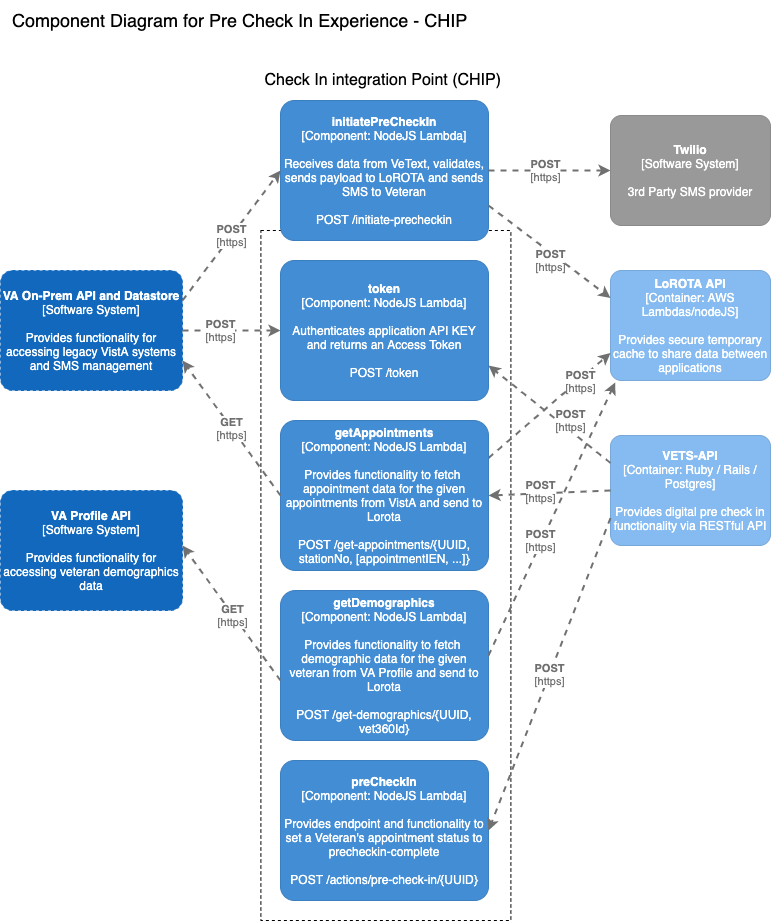 Component Diagram for Pre Check In Experience - CHIP
Check In integration Point (CHIP)
initiatePreCheckIn
[Component: NodeJS Lambda]
Receives data from VeText, validates,
sends payload to LoROTA and sends
SMS to Veteran
POST /initiate-precheckin
POST
[https]
Twilio
[Software System]
3rd Party SMS provider
POST
[https]
POST
[https]
VA On-Prem API and Datastore
[Software System]
Provides functionality for
accessing legacy VistA systems
and SMS management
POST
[https]
token
[Component: NodeJS Lambda]
Authenticates application API KEY
and returns an Access Token
POST /token
LoROTA API
[Container: AWS
Lambdas/nodeJS]
Provides secure temporary
cache to share data between
applications
POST
[https]
POST
[https]
GET
[https]
getAppointments
[Component: NodeJS Lambda]
Provides functionality to fetch
appointment data for the given
appointments from VistA and send to
Lorota
POST /get-appointments/{UUID,
stationNo, [appointmentIEN, ...]}
VETS-API
[Container: Ruby / Rails /
Postgres]
Provides digital pre check in
functionality via RESTful API
POST
[https]
POST
[https]
VA Profile API
[Software System]
Provides functionality for
accessing veteran demographics
data
GET
[https]
getDemographics
[Component: NodeJS Lambda]
Provides functionality to fetch
demographic data for the given
veteran from VA Profile and send to
Lorota
POST /get-demographics/{UUID,
vet360Id}
POST
[https]
preCheckIn
[Component: NodeJS Lambda]
Provides endpoint and functionality to
set a Veteran's appointment status to
precheckin-complete
POST /actions/pre-check-in/{UUID}